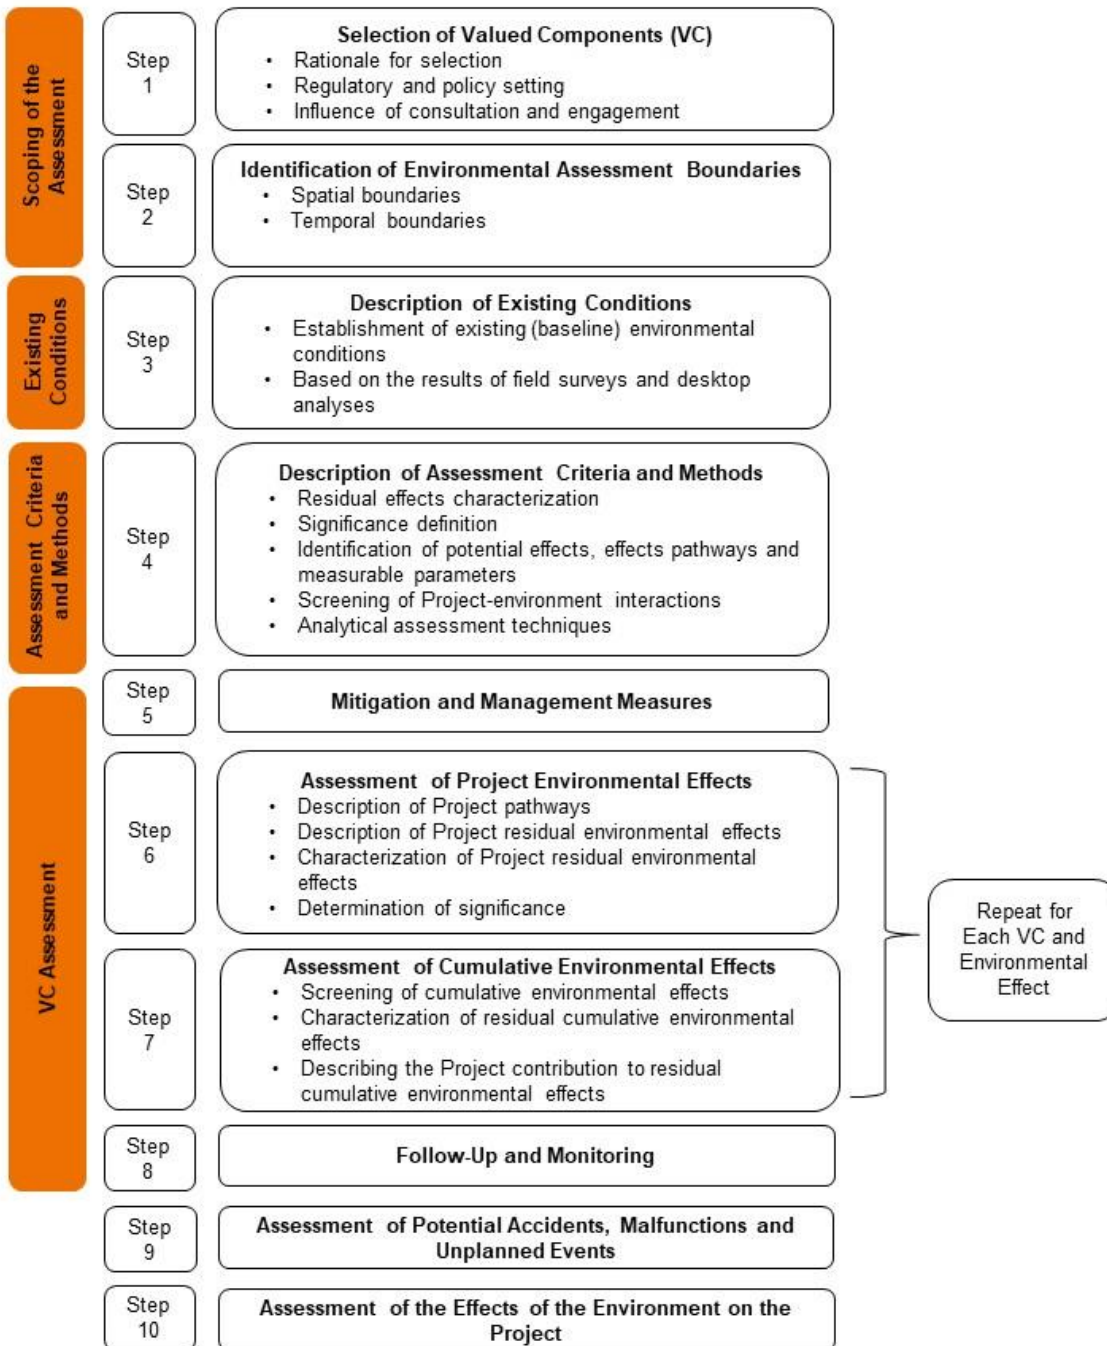 Scoping of the
Assessment
Step
1
Selection of Valued Components (VC)
• Rationale for selection
• Regulatory and policy setting
• Influence of consultation and engagement
Step
2
Identification of Environmental Assessment Boundaries
• Spatial boundaries
• Temporal boundaries
Existing
Conditions
Step
3
Description of Existing Conditions
• Establishment of existing (baseline) environmental
conditions
• Based on the results of field surveys and desktop
analyses
Assessment Criteria
and Methods
Step
4
Description of Assessment Criteria and Methods
• Residual effects characterization
• Significance definition
• Identification of potential effects, effects pathways and
measurable parameters
• Screening of Project-environment interactions
• Analytical assessment techniques
VC Assessment
Step
5
Mitigation and Management Measures
Step
6
Assessment of Project Environmental Effects
• Description of Project pathways
• Description of Project residual environmental effects
• Characterization of Project residual environmental
effects
• Determination of significance
Step
7
Assessment of Cumulative Environmental Effects
• Screening of cumulative environmental effects
• Characterization of residual cumulative environmental
effects
• Describing the Project contribution to residual
cumulative environmental effects
Repeat for
Each VC and
Environmental
Effect
Step
8
Follow-Up and Monitoring
Step
9
Assessment of Potential Accidents, Malfunctions and
Unplanned Events
Step
10
Assessment of the Effects of the Environment on the
Project